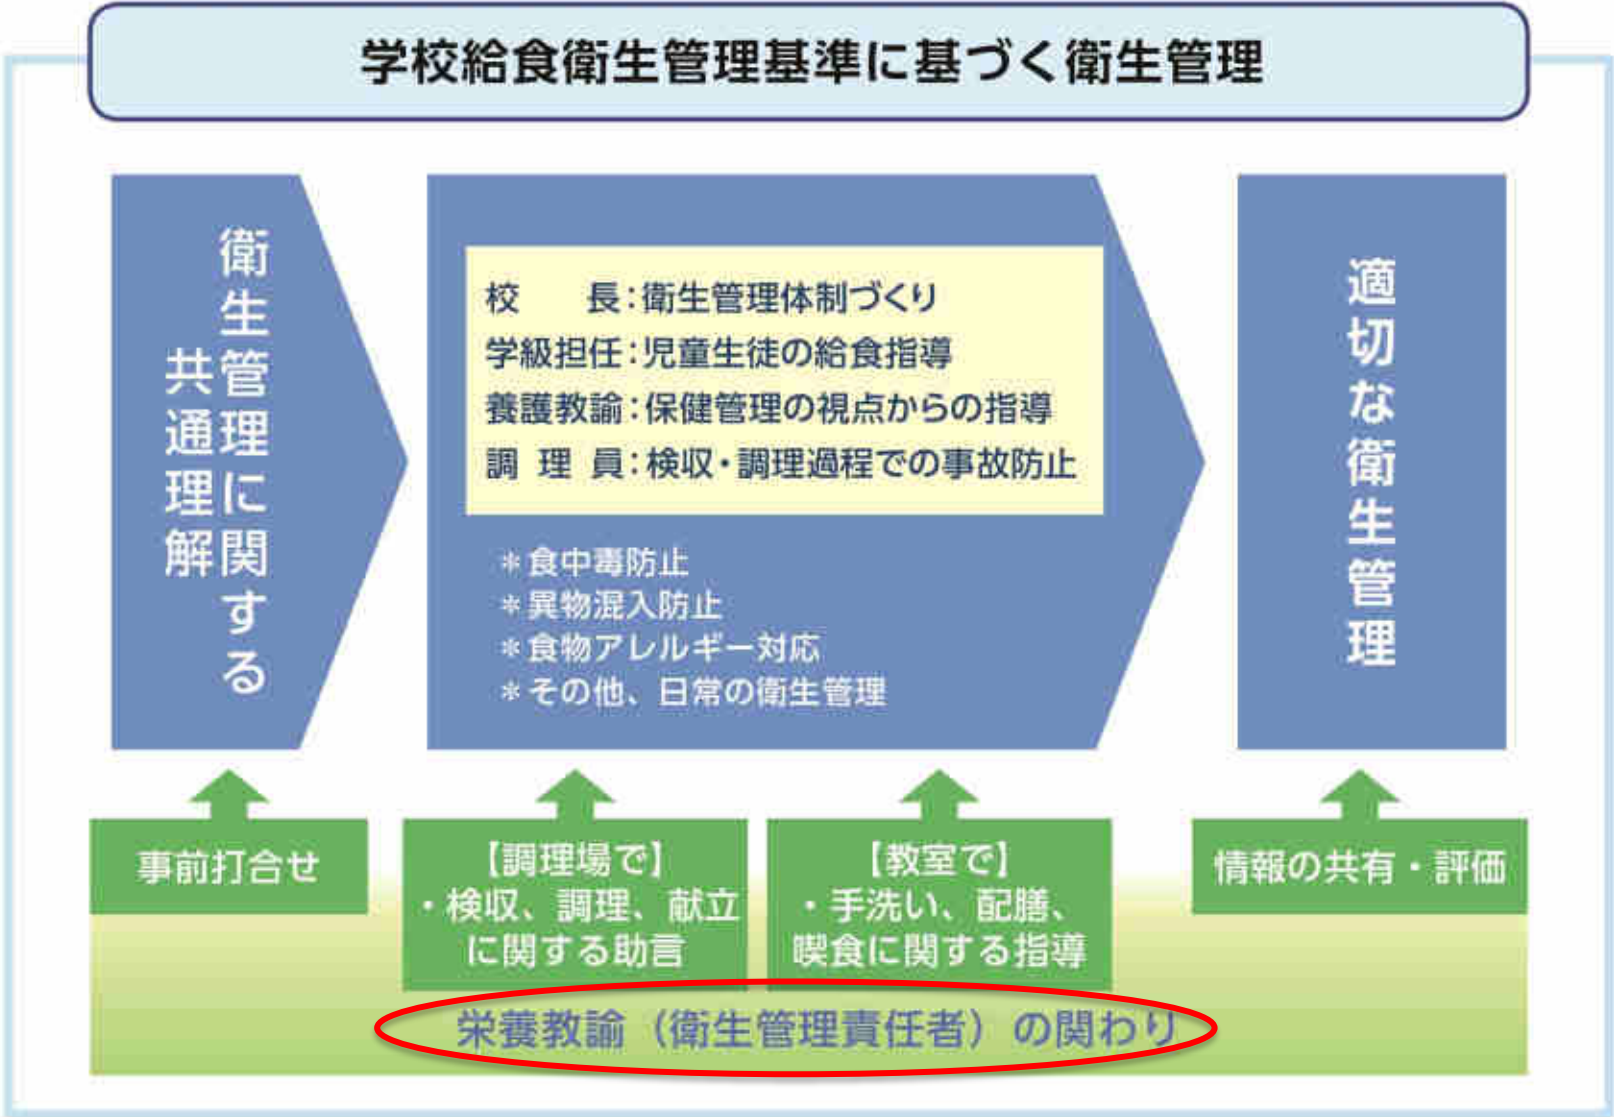 学校給食衛生管理基準に基づく衛生管理
衛生管理に関する
共通理解
校　　長：衛生管理体制づくり
学級担任：児童生徒の給食指導
養護教諭：保健管理の視点からの指導
調 理 員：検収・調理過程での事故防止
＊食中毒防止
＊異物混入防止
＊食物アレルギー対応
＊その他、日常の衛生管理
適切な衛生管理
事前打合せ
【調理場で】
・検収、調理、献立
に関する助言
【教室で】
・手洗い、配膳、
喫食に関する指導
情報の共有・評価
栄養教諭（衛生管理責任者）の関わり